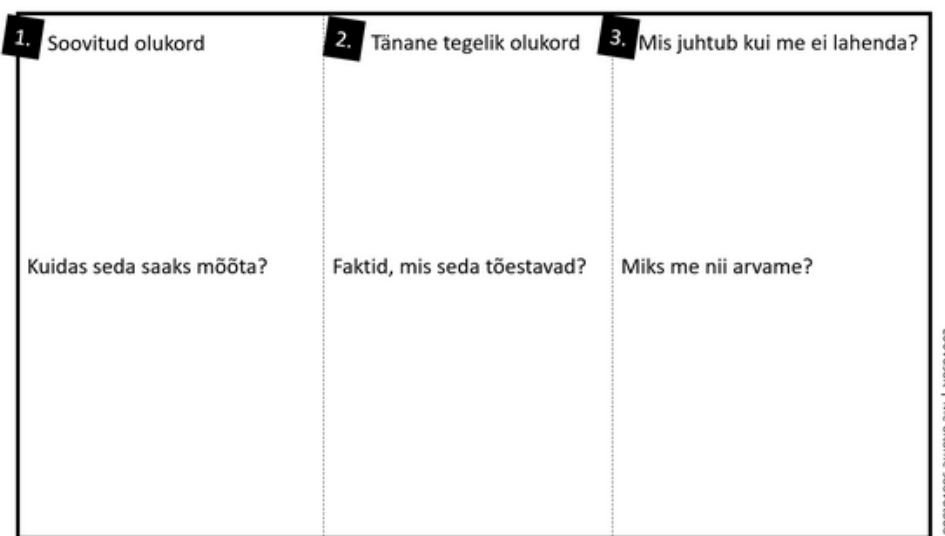 1. Soovitud olukord
Kuidas seda saaks mõõta?
2. Tänane tegelik olukord
Faktid, mis seda tõestavad?
3. Mis juhtub kui me ei lahenda?
Miks me nii arvame?